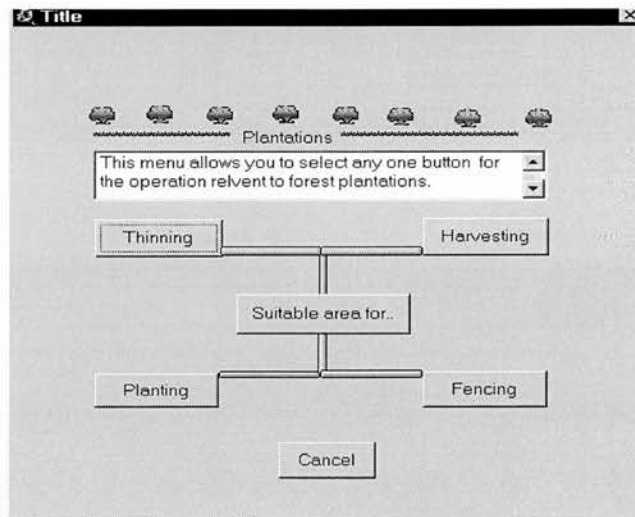 Title
Plantations
This menu allows you to select any one button for
the operation relvent to forest plantations.
Thinning
Harvesting
Suitable area for..
Planting
Fencing
Cancel